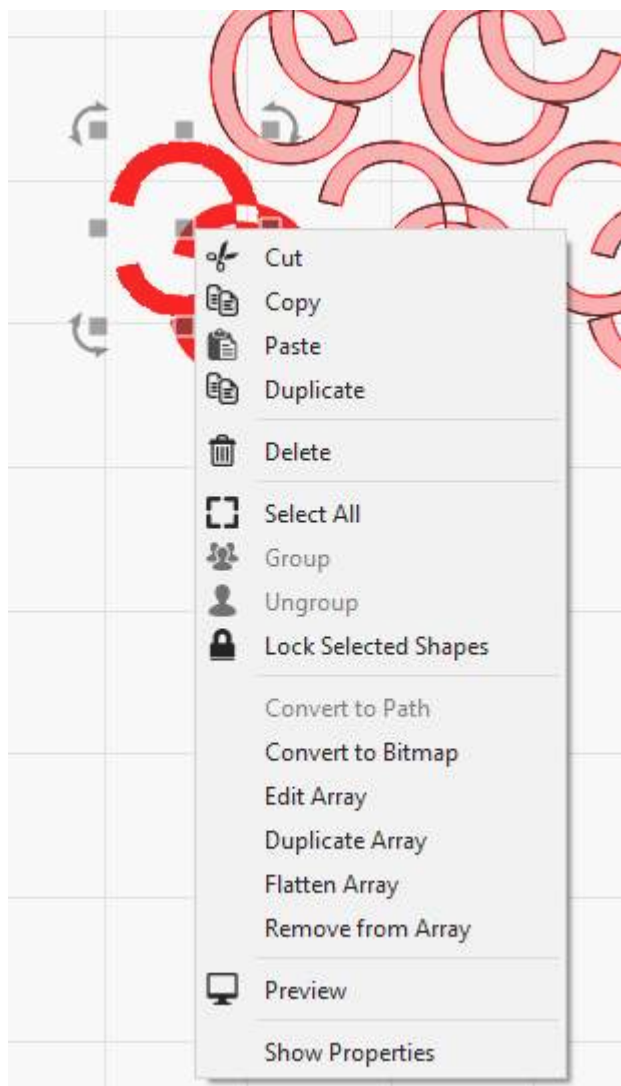 Cut
Copy
Paste
Duplicate
Delete
Select All
Group
Ungroup
Lock Selected Shapes
Convert to Path
Convert to Bitmap
Edit Array
Duplicate Array
Flatten Array
Remove from Array
Preview
Show Properties